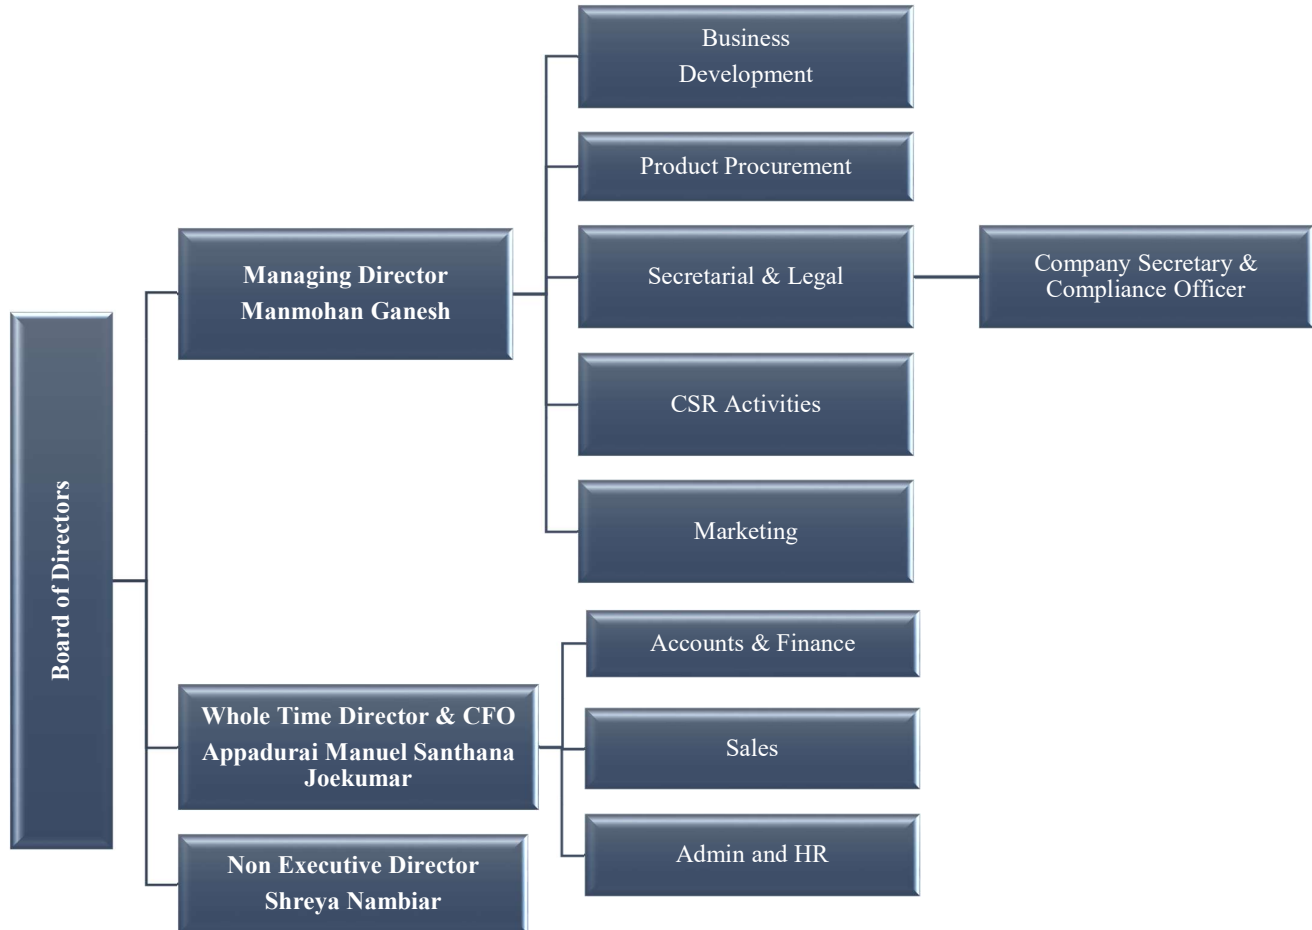 Board of Directors
Managing Director
Manmohan Ganesh
Business
Development
Product Procurement
Secretarial & Legal
Company Secretary &
Compliance Officer
CSR Activities
Marketing
Whole Time Director & CFO
Appadurai Manuel Santhana
Joekumar
Accounts & Finance
Sales
Admin and HR
Non Executive Director
Shreya Nambiar